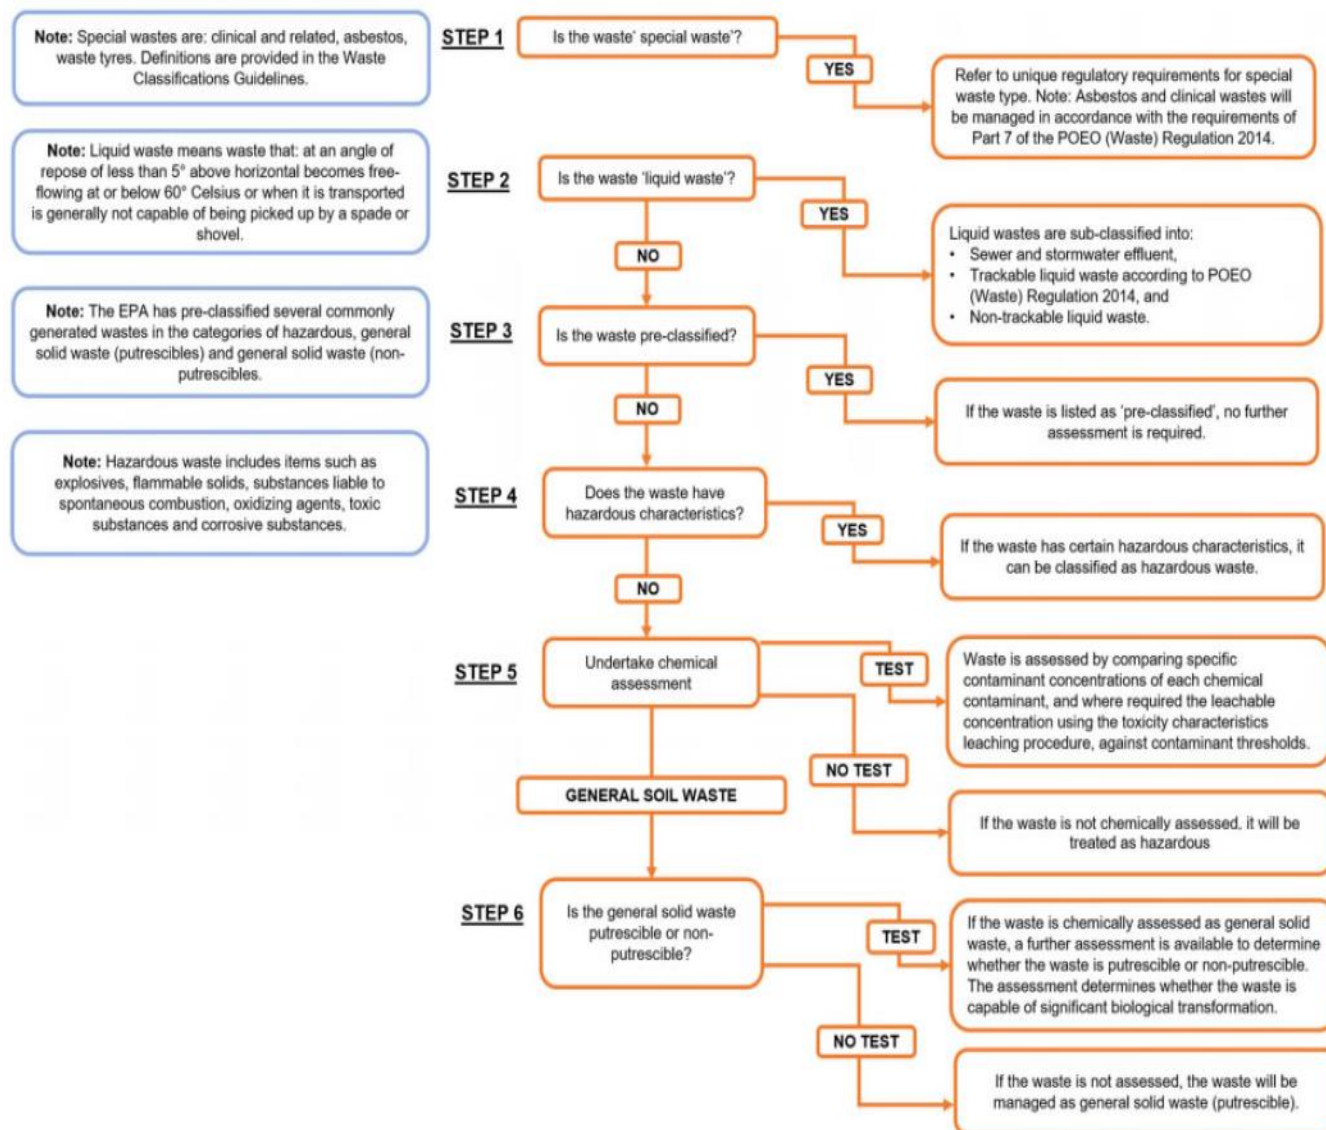 Note: Special wastes are: clinical and related, asbestos,
waste tyres. Definitions are provided in the Waste
Classifications Guidelines.
Note: Liquid waste means waste that: at an angle of
repose of less than 5° above horizontal becomes free-
flowing at or below 60° Celsius or when it is transported
is generally not capable of being picked up by a spade or
shovel.
Note: The EPA has pre-classified several commonly
generated wastes in the categories of hazardous, general
solid waste (putrescibles) and general solid waste (non-
putrescibles.
Note: Hazardous waste includes items such as
explosives, flammable solids, substances liable to
spontaneous combustion, oxidizing agents, toxic
substances and corrosive substances.
STEP 1
Is the waste' special waste'?
YES
Refer to unique regulatory requirements for special
waste type. Note: Asbestos and clinical wastes will
be managed in accordance with the requirements of
Part 7 of the POEO (Waste) Regulation 2014.
STEP 2
Is the waste 'liquid waste'?
YES
Liquid wastes are sub-classified into:
• Sewer and stormwater effluent,
• Trackable liquid waste according to POEO
(Waste) Regulation 2014, and
• Non-trackable liquid waste.
NO
STEP 3
Is the waste pre-classified?
YES
If the waste is listed as 'pre-classified', no further
assessment is required.
NO
STEP 4
Does the waste have
hazardous characteristics?
YES
If the waste has certain hazardous characteristics, it
can be classified as hazardous waste.
NO
STEP 5
Undertake chemical
assessment
TEST
Waste is assessed by comparing specific
contaminant concentrations of each chemical
contaminant, and where required the leachable
concentration using the toxicity characteristics
leaching procedure, against contaminant thresholds.
NO TEST
If the waste is not chemically assessed, it will be
treated as hazardous
GENERAL SOIL WASTE
STEP 6
Is the general solid waste
putrescible or non-
putrescible?
TEST
If the waste is chemically assessed as general solid
waste, a further assessment is available to determine
whether the waste is putrescible or non-putrescible.
The assessment determines whether the waste is
capable of significant biological transformation.
NO TEST
If the waste is not assessed, the waste will be
managed as general solid waste (putrescible).